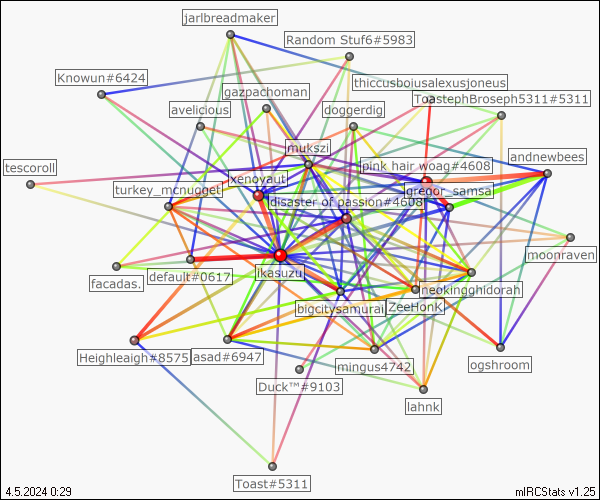 jarlbreadmaker
Random Stuf6#5983
Knowun#6424
thiccusbojusalexusjoneus
gazpachoman
ToastephBroseph5311#5311
avelicious
doggerdig
mukszi
andnewbees
tescoroll
pink hair woag#4608
xenoyaut
turkey_mcnugget
gregor_samsa
disaster of passion#4608
moonraven
facadas.
default#0617
ikasuzu
neokingghidorah
bigcitysamurai
ZeeHonK
Heighleaigh#8575
asad#6947
mingus4742
ogshroom
Duck™#9103
lahnk
Toast#5311
4.5.2024 0:29
mIRCStats v1.25